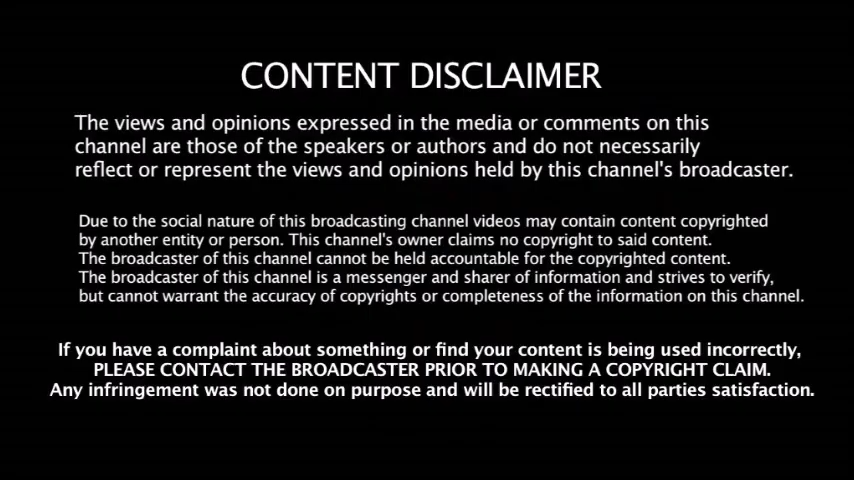 CONTENT DISCLAIMER
The views and opinions expressed in the media or comments on this
channel are those of the speakers or authors and do not necessarily
reflect or represent the views and opinions held by this channel's broadcaster.
Due to the social nature of this broadcasting channel videos may contain content copyrighted
by another entity or person. This channel's owner claims no copyright to said content.
The broadcaster of this channel cannot be held accountable for the copyrighted content.
The broadcaster of this channel is a messenger and sharer of information and strives to verify,
but cannot warrant the accuracy of copyrights or completeness of the information on this channel.
If you have a complaint about something or find your content is being used incorrectly,
PLEASE CONTACT THE BROADCASTER PRIOR TO MAKING A COPYRIGHT CLAIM.
Any infringement was not done on purpose and will be rectified to all parties satisfaction.